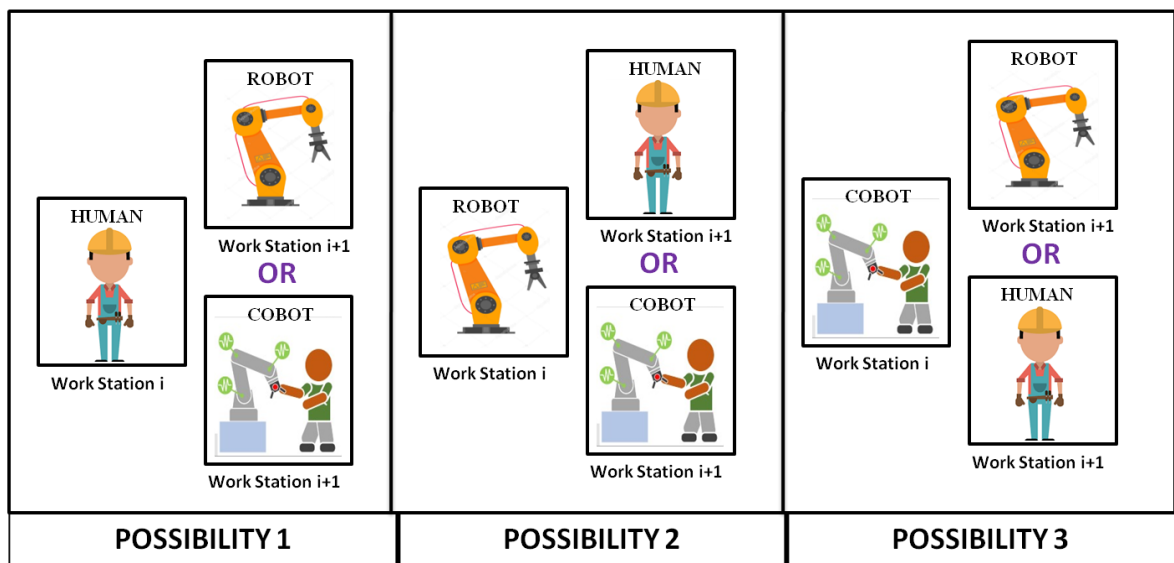 HUMAN
Work Station i
ROBOT
Work Station i+1
OR
COBOT
Work Station i+1
POSSIBILITY 1
ROBOT
Work Station i
HUMAN
Work Station i+1
OR
COBOT
Work Station i+1
POSSIBILITY 2
COBOT
Work Station i
ROBOT
Work Station i+1
OR
HUMAN
Work Station i+1
POSSIBILITY 3